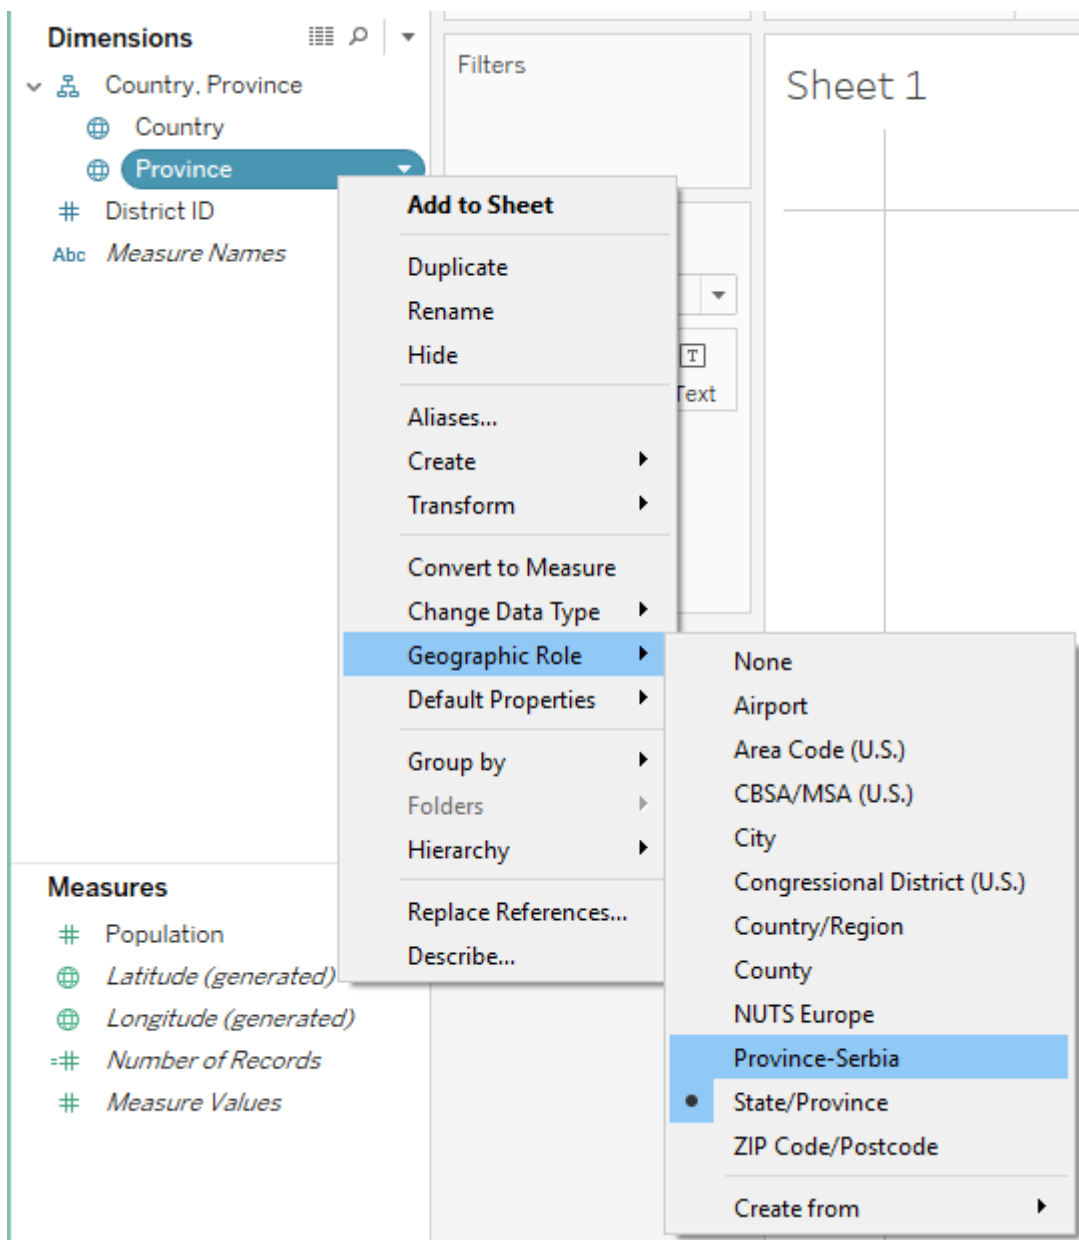 Dimensions
Country, Province
Country
Province
District ID
Abc Measure Names
Measures
Population
Latitude (generated)
Longitude (generated)
=# Number of Records
# Measure Values
Filters
Sheet 1
T
Text
Add to Sheet
Duplicate
Rename
Hide
Aliases...
Create
Transform
Convert to Measure
Change Data Type
Geographic Role
Default Properties
Group by
Folders
Hierarchy
Replace References...
Describe...
None
Airport
Area Code (U.S.)
CBSA/MSA (U.S.)
City
Congressional District (U.S.)
Country/Region
County
NUTS Europe
Province-Serbia
State/Province
ZIP Code/Postcode
Create from